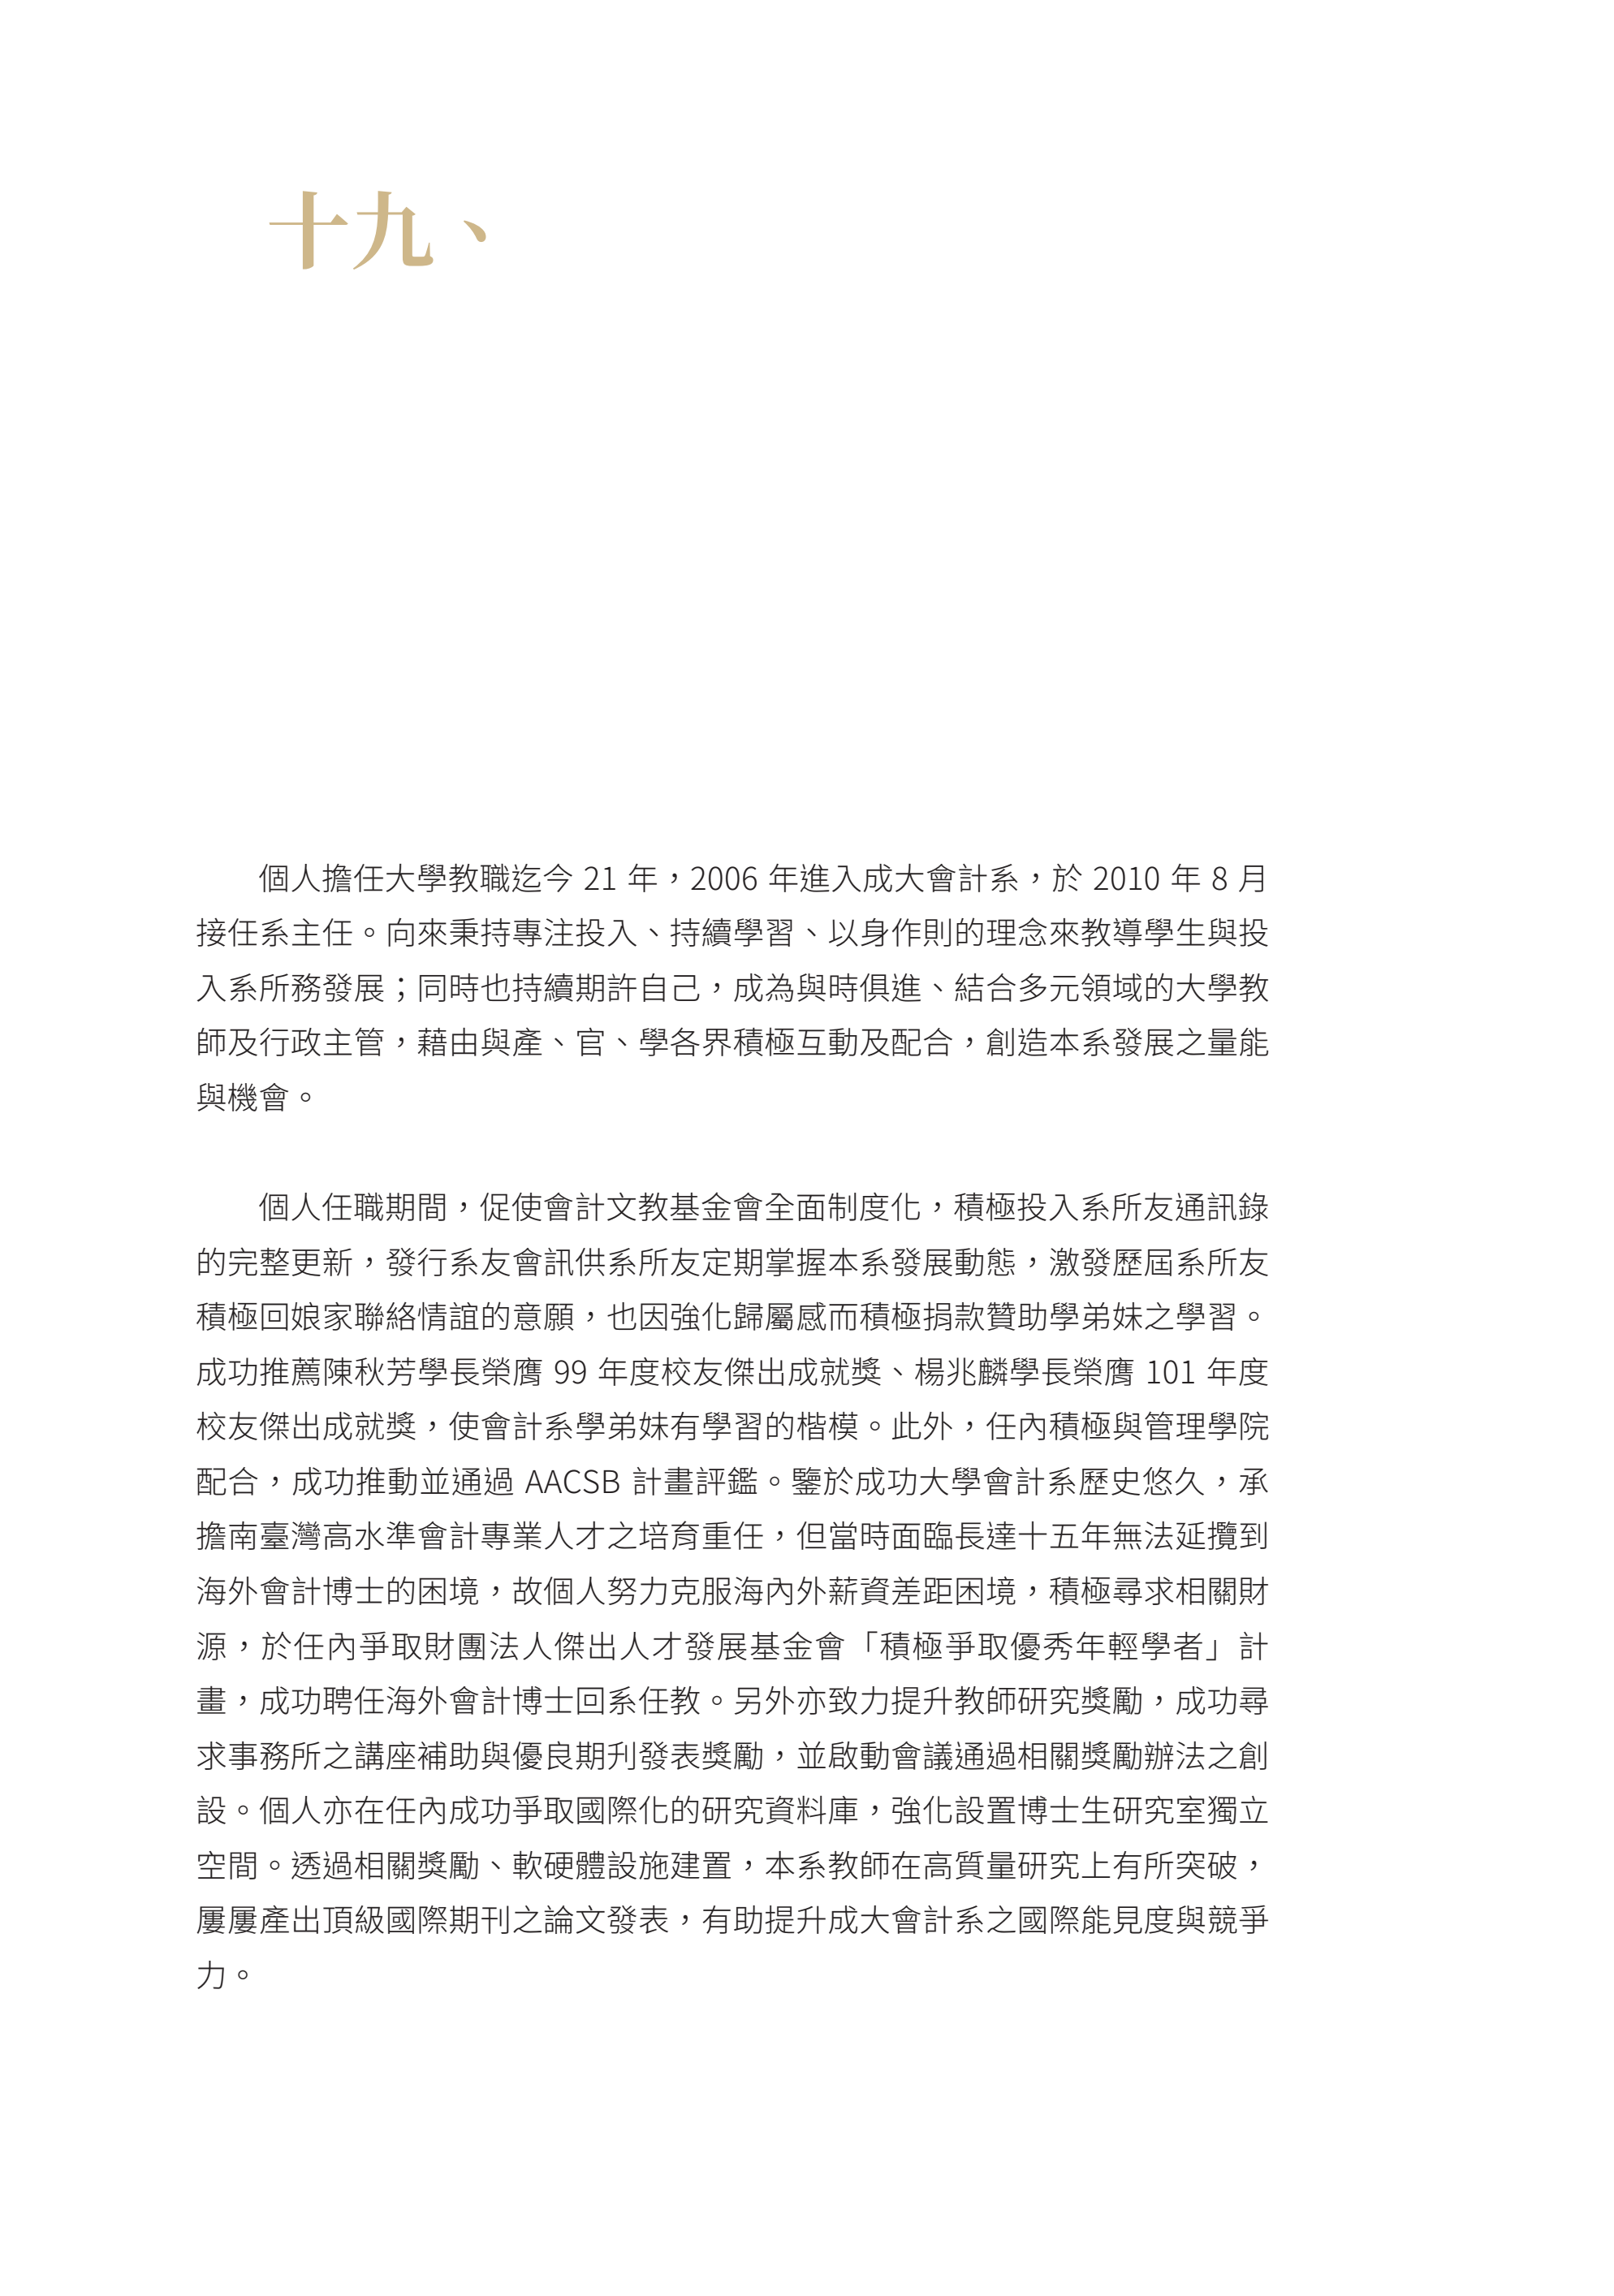 十九、
個人擔任大學教職迄今 21 年，2006 年進入成大會計系，於 2010 年 8 月
接任系主任。向來秉持專注投入、持續學習、以身作則的理念來教導學生與投
入系所務發展；同時也持續期許自己，成為與時俱進、結合多元領域的大學教
師及行政主管，藉由與產、官、學各界積極互動及配合，創造本系發展之量能
與機會。
個人任職期間，促使會計文教基金會全面制度化，積極投入系所友通訊錄
的完整更新，發行系友會訊供系所友定期掌握本系發展動態，激發歷屆系所友
積極回娘家聯絡情誼的意願，也因強化歸屬感而積極捐款贊助學弟妹之學習。
成功推薦陳秋芳學長榮膺 99 年度校友傑出成就獎、楊兆麟學長榮膺 101 年度
校友傑出成就獎，使會計系學弟妹有學習的楷模。此外，任內積極與管理學院
配合，成功推動並通過 AACSB 計畫評鑑。鑒於成功大學會計系歷史悠久，承
擔南臺灣高水準會計專業人才之培育重任，但當時面臨長達十五年無法延攬到
海外會計博士的困境，故個人努力克服海內外薪資差距困境，積極尋求相關財
源，於任內爭取財團法人傑出人才發展基金會「積極爭取優秀年輕學者」計
畫，成功聘任海外會計博士回系任教。另外亦致力提升教師研究獎勵，成功尋
求事務所之講座補助與優良期刊發表獎勵，並啟動會議通過相關獎勵辦法之創
設。個人亦在任內成功爭取國際化的研究資料庫，強化設置博士生研究室獨立
空間。透過相關獎勵、軟硬體設施建置，本系教師在高質量研究上有所突破，
屢屢產出頂級國際期刊之論文發表，有助提升成大會計系之國際能見度與競爭
力。